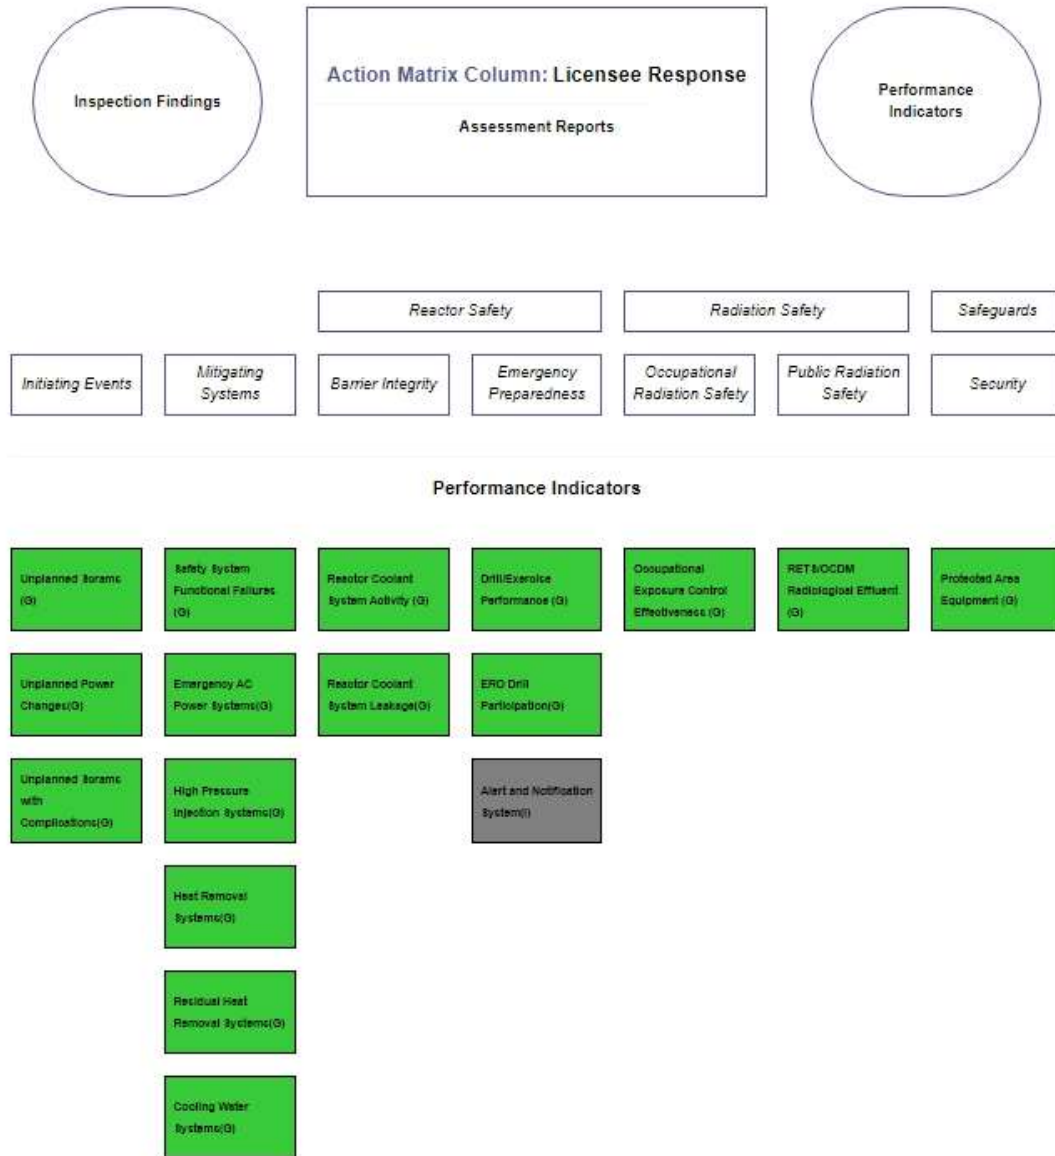 Inspection Findings
Action Matrix Column: Licensee Response
Assessment Reports
Performance
Indicators
Reactor Safety
Radiation Safety
Safeguards
Initiating Events
Mitigating
Systems
Barrier Integrity
Emergency
Preparedness
Occupational
Radiation Safety
Public Radiation
Safety
Security
Performance Indicators
Unplanned Scrams
(G)
Safety System
Functional Failures
(G)
Reactor Coolant
System Activity (G)
Drill/Exercise
Performance (G)
Occupational
Exposure Control
Effectiveness (G)
RETS/OCDM
Radiological Effluent
(G)
Protected Area
Equipment (G)
Unplanned Power
Changes(G)
Emergency AC
Power Systems(G)
Reactor Coolant
System Leakage(G)
ERO Drill
Participation(G)
Unplanned Scrams
with
Complications(G)
High Pressure
Injection Systems(G)
Alert and Notification
System(I)
Heat Removal
Systems(G)
Residual Heat
Removal Systems(G)
Cooling Water
Systems(G)